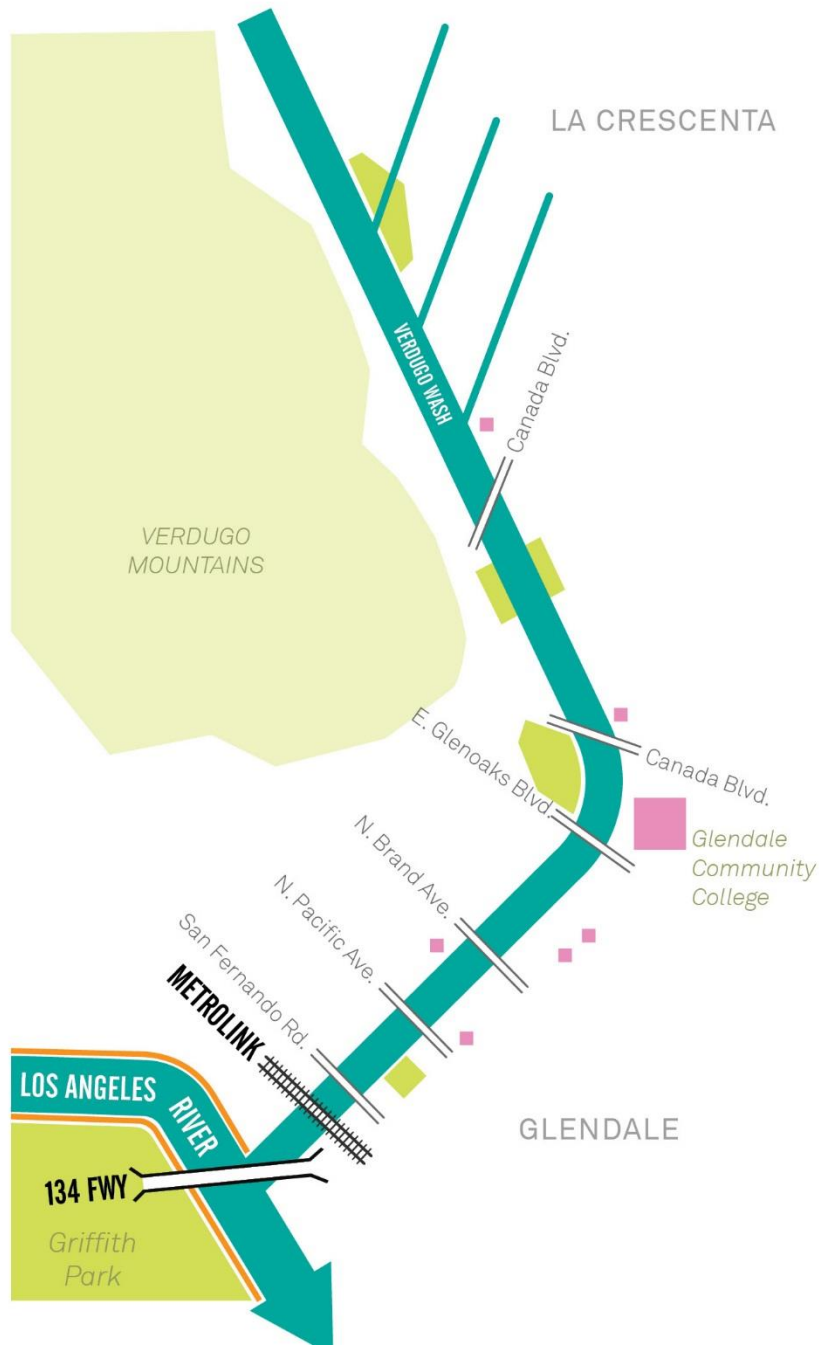 LA CRESCENTA
VERDUGO WASH
Canada Blvd.
VERDUGO
MOUNTAINS
E. Glenoaks Blvd.
Canada Blvd.
Glendale
Community
College
N. Brand Ave.
N. Pacific Ave.
San Fernando Rd.
METROLINK
LOS ANGELES
RIVER
GLENDALE
134 FWY
Griffith
Park